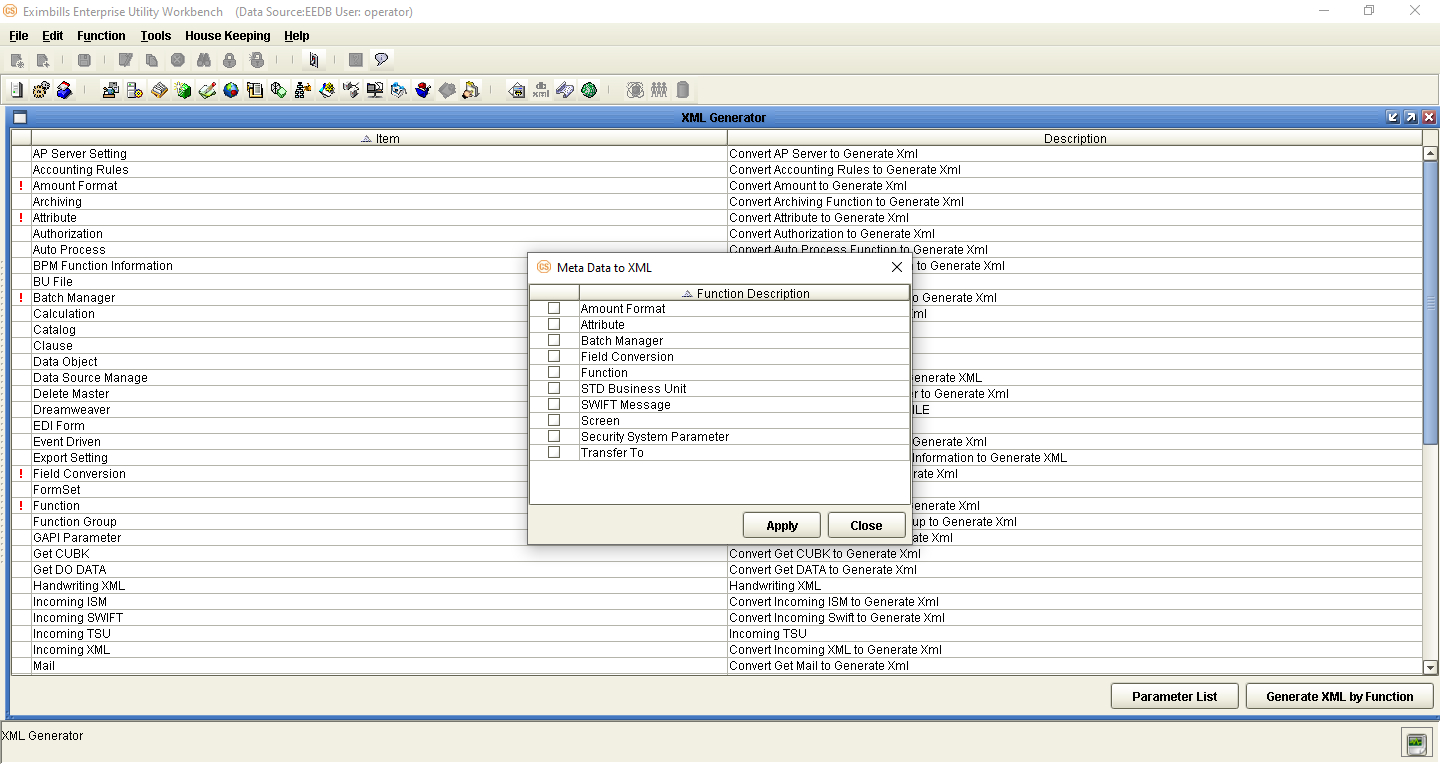 Eximbills Enterprise Utility Workbench (Data Source:EEDB User: operator)
File Edit Function Tools House Keeping Help
XML Generator
Item Description
AP Server Setting Convert AP Server to Generate Xml
Accounting Rules Convert Accounting Rules to Generate Xml
! Amount Format Convert Amount to Generate Xml
Archiving Convert Archiving Function to Generate Xml
! Attribute Convert Attribute to Generate Xml
Authorization Convert Authorization to Generate Xml
Auto Process Convert Auto Process Function to Generate Xml
BPM Function Information to Generate Xml
BU File
! Batch Manager to Generate Xml
Calculation
Catalog
Clause
Data Object
Data Source Manage Generate XML
Delete Master to Generate Xml
Dreamweaver
EDI Form
Event Driven Generate Xml
Export Setting Information to Generate XML
! Field Conversion Xml
FormSet
! Function Generate Xml
Function Group to Generate Xml
GAPI Parameter Xml
Get CUBK Convert Get CUBK to Generate Xml
Get DO DATA Convert Get DATA to Generate Xml
Handwriting XML Handwriting XML
Incoming ISM Convert Incoming ISM to Generate Xml
Incoming SWIFT Convert Incoming Swift to Generate Xml
Incoming TSU Incoming TSU
Incoming XML Convert Incoming XML to Generate Xml
Mail Convert Get Mail to Generate Xml
CS Meta Data to XML
Function Description
Amount Format
Attribute
Batch Manager
Field Conversion
Function
STD Business Unit
SWIFT Message
Screen
Security System Parameter
Transfer To
Apply Close
Parameter List Generate XML by Function
XML Generator